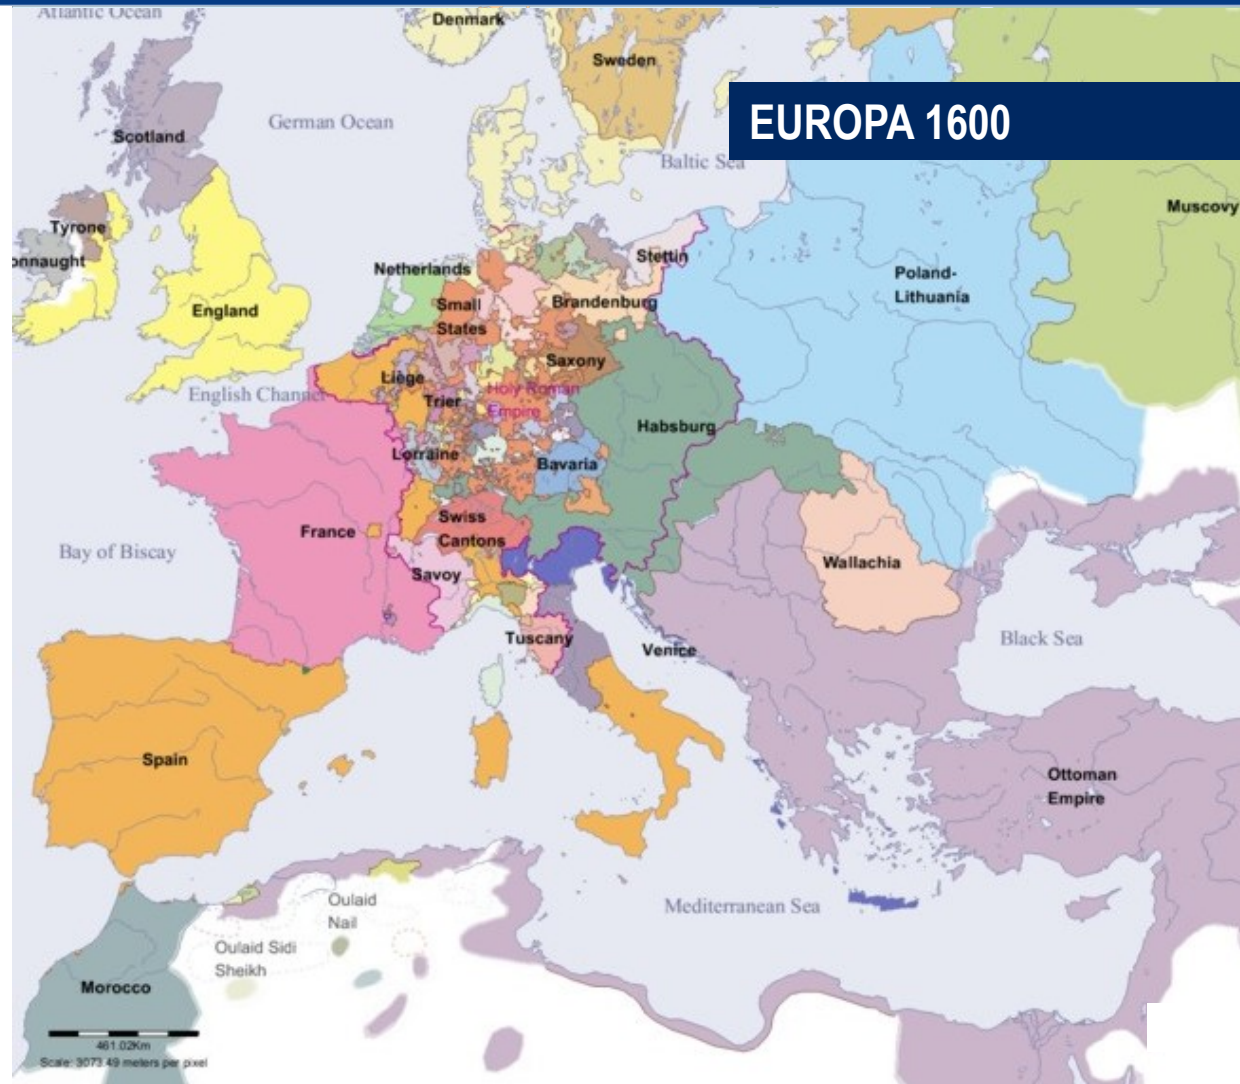 Atlantic Ocean
Denmark
Sweden
EUROPA 1600
German Ocean
Scotland
Baltic Sea
Muscovy
Tyrone
onnaught
Netherlands
Stettin
Poland-
Lithuania
England
Small
States
Brandenburg
Saxony
English Channel
Liège
Trier
Holy Roman
Empire
Habsburg
Lorraine
Bavaria
France
Swiss
Cantons
Bay of Biscay
Savoy
Wallachia
Tuscany
Venice
Black Sea
Spain
Ottoman
Empire
Oulaid
Nail
Mediterranean Sea
Oulaid Sidi
Sheikh
Morocco
461.02Km
Scale: 3073.49 meters per pixel